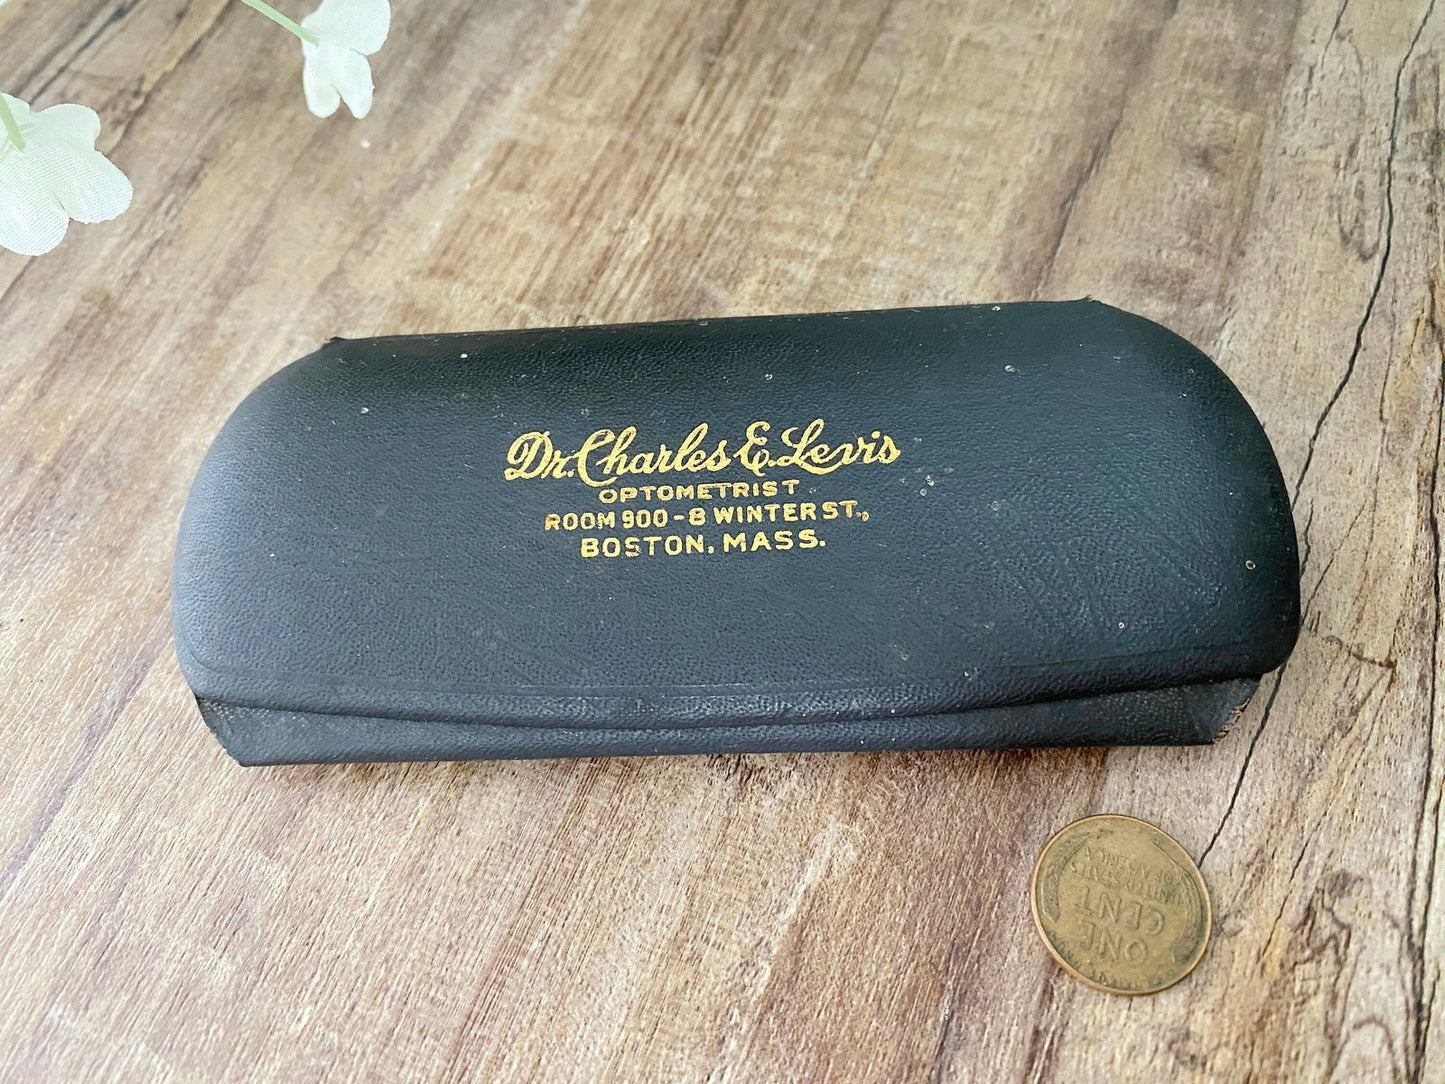 Dr. Charles E. Levis
OPTOMETRIST
ROOM 900-8 WINTER ST.,
BOSTON, MASS.
ONE
CENT